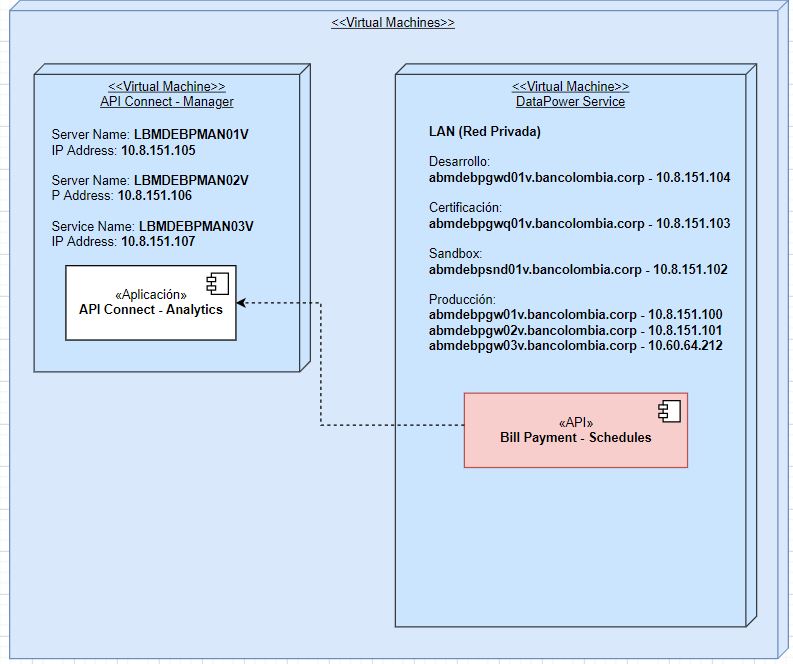 <<Virtual Machines>>
<<Virtual Machine>>
API Connect - Manager
Server Name: LBMDEBPMAN01V
IP Address: 10.8.151.105
Server Name: LBMDEBPMAN02V
P Address: 10.8.151.106
Service Name: LBMDEBPMAN03V
IP Address: 10.8.151.107
«Aplicación»
API Connect - Analytics
<<Virtual Machine>>
DataPower Service
LAN (Red Privada)
Desarrollo:
abmdebpgwd01v.bancolombia.corp - 10.8.151.104
Certificación:
abmdebpgwq01v.bancolombia.corp - 10.8.151.103
Sandbox:
abmdebpsnd01v.bancolombia.corp - 10.8.151.102
Producción:
abmdebpgw01v.bancolombia.corp - 10.8.151.100
abmdebpgw02v.bancolombia.corp - 10.8.151.101
abmdebpgw03v.bancolombia.corp - 10.60.64.212
«API»
Bill Payment - Schedules